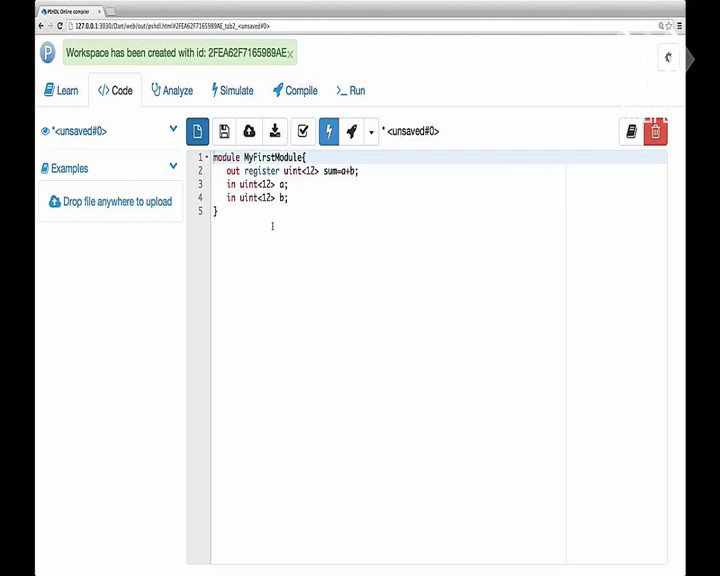 PSHDL Online compiler
127.0.0.1:3030/Dart/web/out/pshdl.html#2FEA62F7165989AE_tab2_<unsaved#0>
P
Workspace has been created with id: 2FEA62F7165989AE
Learn
Code
Analyze
Simulate
Compile
>_ Run
*<unsaved#0>
* <unsaved#0>
Examples
Drop file anywhere to upload
1 module MyFirstModule{
2 out register uint<12> sum=a+b;
3 in uint<12> a;
4 in uint<12> b;
5 }